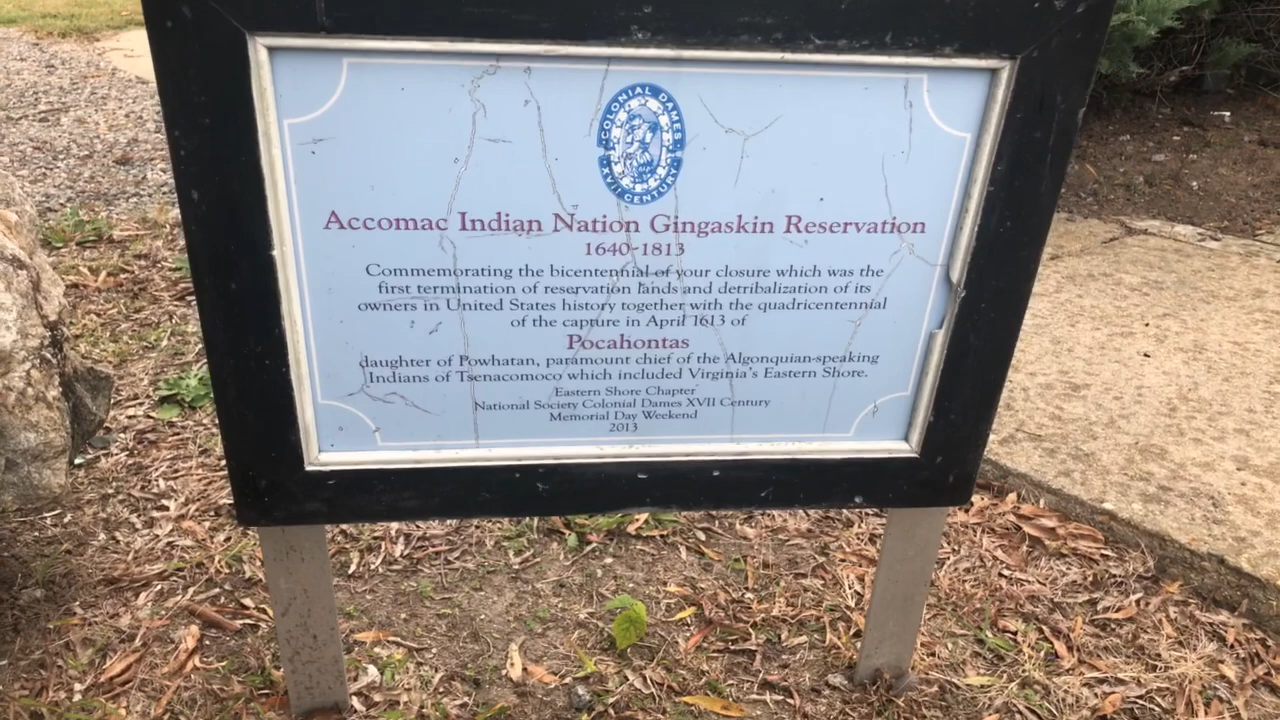 COLONIAL DAMES
XVII CENTURY
Accomac Indian Nation Gingaskin Reservation
1640-1813
Commemorating the bicentennial of your closure which was the
first termination of reservation lands and detribalization of its
owners in United States history together with the quadricentennial
of the capture in April 1613 of
Pocahontas
daughter of Powhatan, paramount chief of the Algonquian-speaking
Indians of Tsenacomoco which included Virginia's Eastern Shore.
Eastern Shore Chapter
National Society Colonial Dames XVII Century
Memorial Day Weekend
2013